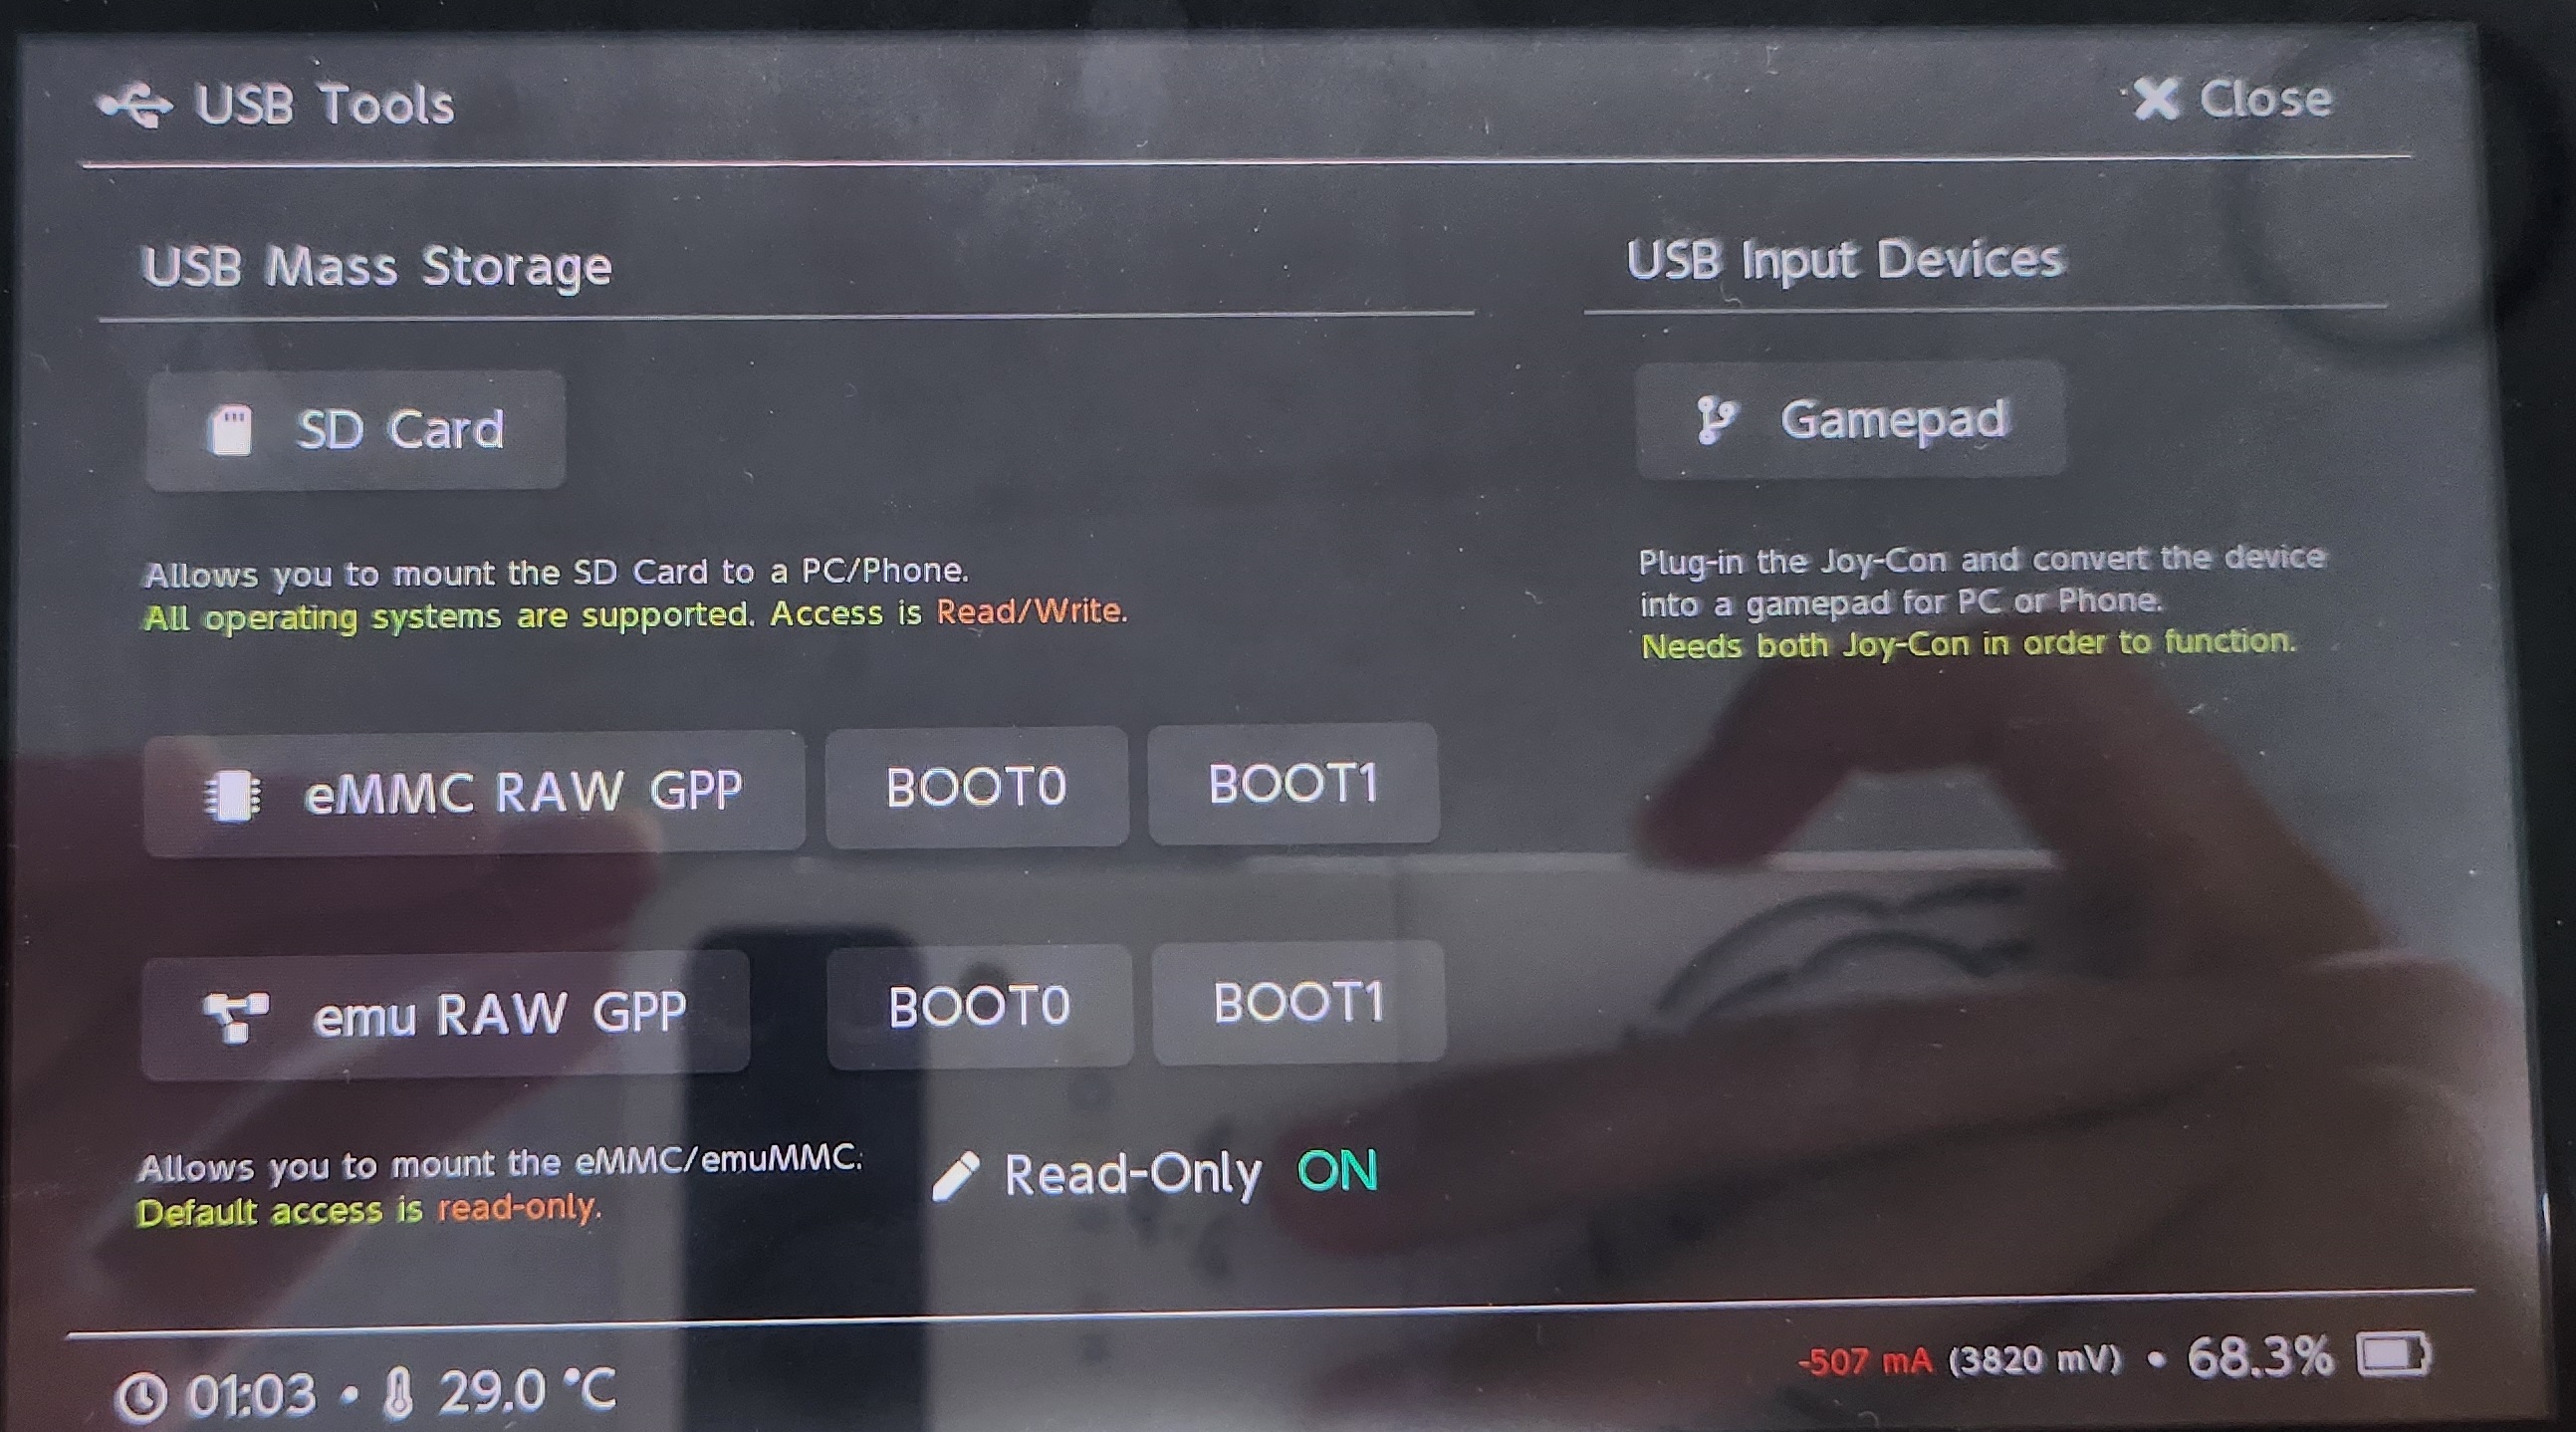 USB Tools
Close
USB Mass Storage
USB Input Devices
SD Card
Gamepad
Allows you to mount the SD Card to a PC/Phone.
All operating systems are supported. Access is Read/Write.
Plug-in the Joy-Con and convert the device
into a gamepad for PC or Phone.
Needs both Joy-Con in order to function.
eMMC RAW GPP BOOT0 BOOT1
emu RAW GPP BOOT0 BOOT1
Allows you to mount the eMMC/emuMMC.
Default access is read-only.
Read-Only ON
01:03 • 29.0 °C
-507 mA (3820 mV) • 68.3%